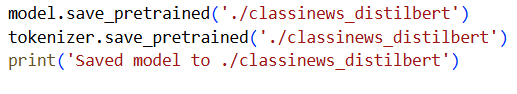 model.save_pretrained('./classinews_distilbert')
tokenizer.save_pretrained('./classinews_distilbert')
print('Saved model to ./classinews_distilbert')